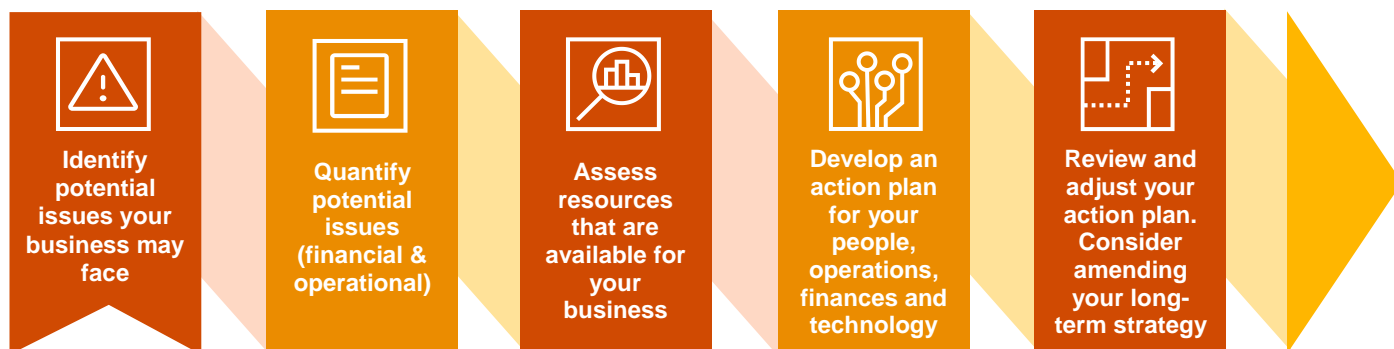 Identify
potential
issues your
business may
face
Quantify
potential
issues
(financial &
operational)
Assess
resources
that are
available for
your
business
Develop an
action plan
for your
people,
operations,
finances and
technology
Review and
adjust your
action plan.
Consider
amending
your long-
term strategy